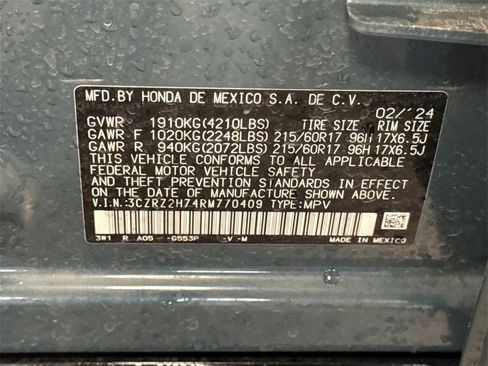 MFD.BY HONDA DE MEXICO S.A. DE C.V.
02/'24
GVWR 1910KG(4210LBS) TIRE SIZE RIM SIZE
GAWR F 1020KG(2248LBS) 215/60R17 96H 17X6.5J
GAWR R 940KG(2072LBS) 215/60R17 96H 17X6.5J
THIS VEHICLE CONFORMS TO ALL APPLICABLE
FEDERAL MOTOR VEHICLE SAFETY
AND THEFT PREVENTION STANDARDS IN EFFECT
ON THE DATE OF MANUFACTURE SHOWN ABOVE.
V.I.N.:3CZRZ2H74RM770409 TYPE:MPV
3W1 R A05 -G553P -V -M
MADE IN MEXICO